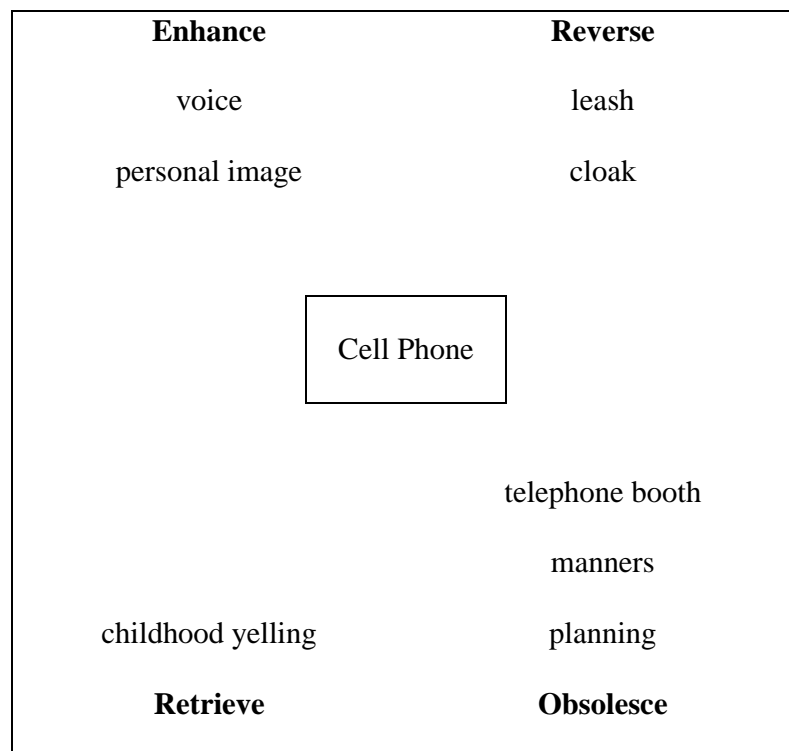 Enhance Reverse
voice leash
personal image cloak
Cell Phone
telephone booth
manners
childhood yelling planning
Retrieve Obsolesce